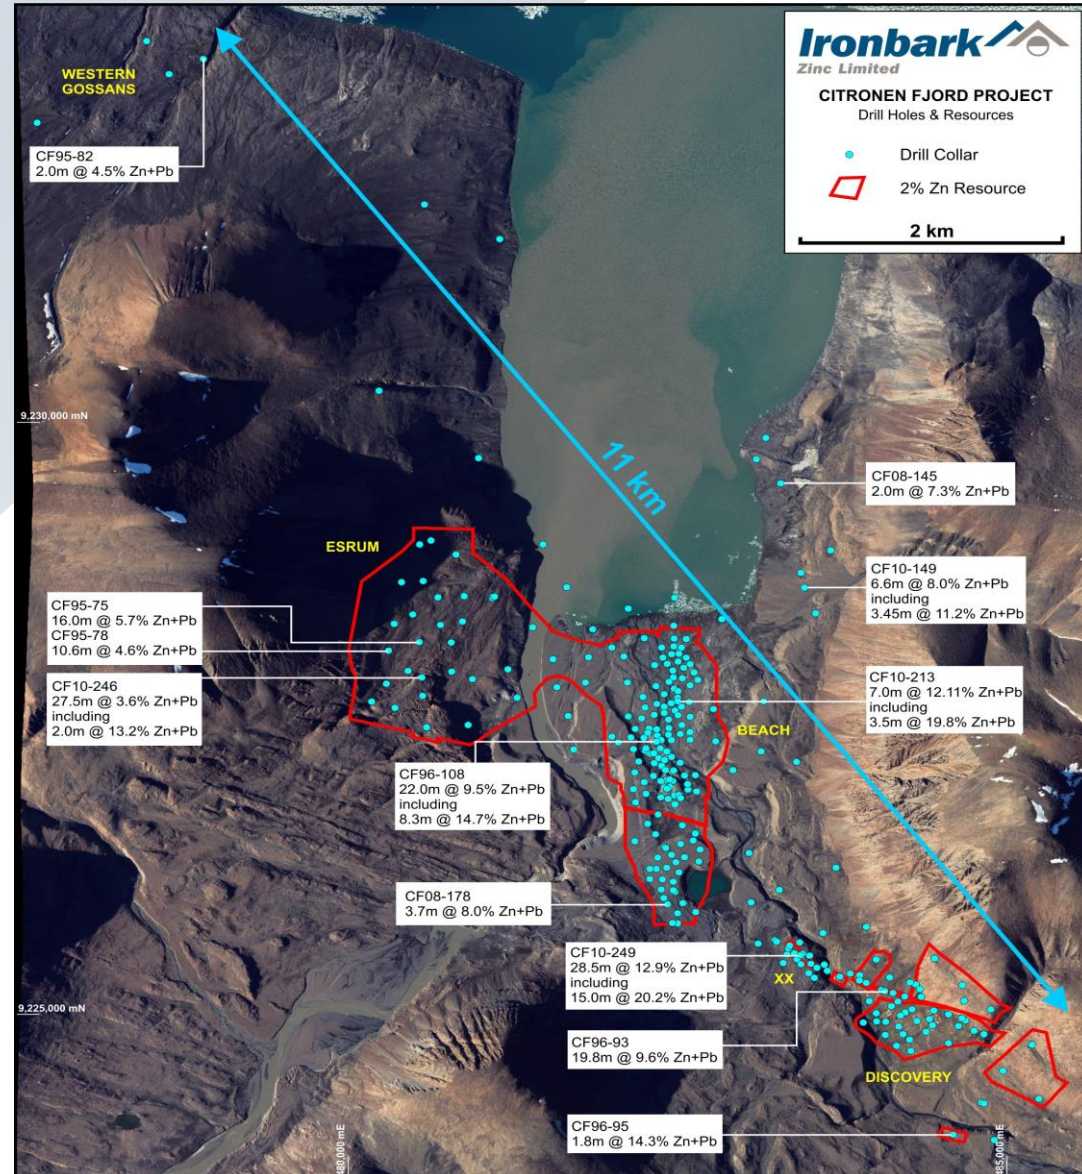 Ironbark
Zinc Limited
CITRONEN FJORD PROJECT
Drill Holes & Resources
Drill Collar
2% Zn Resource
2 km
WESTERN
GOSSANS
CF95-82
2.0m @ 4.5% Zn+Pb
9,230,000 mN
11 km
CF08-145
2.0m @ 7.3% Zn+Pb
ESRUM
CF10-149
6.6m @ 8.0% Zn+Pb
including
3.45m @ 11.2% Zn+Pb
CF95-75
16.0m @ 5.7% Zn+Pb
CF95-78
10.6m @ 4.6% Zn+Pb
CF10-246
27.5m @ 3.6% Zn+Pb
including
2.0m @ 13.2% Zn+Pb
CF10-213
7.0m @ 12.11% Zn+Pb
including
3.5m @ 19.8% Zn+Pb
BEACH
CF96-108
22.0m @ 9.5% Zn+Pb
including
8.3m @ 14.7% Zn+Pb
CF08-178
3.7m @ 8.0% Zn+Pb
CF10-249
28.5m @ 12.9% Zn+Pb
including
15.0m @ 20.2% Zn+Pb
XX
9,225,000 mN
CF96-93
19.8m @ 9.6% Zn+Pb
DISCOVERY
CF96-95
1.8m @ 14.3% Zn+Pb
480,000 mE
485,000 mE